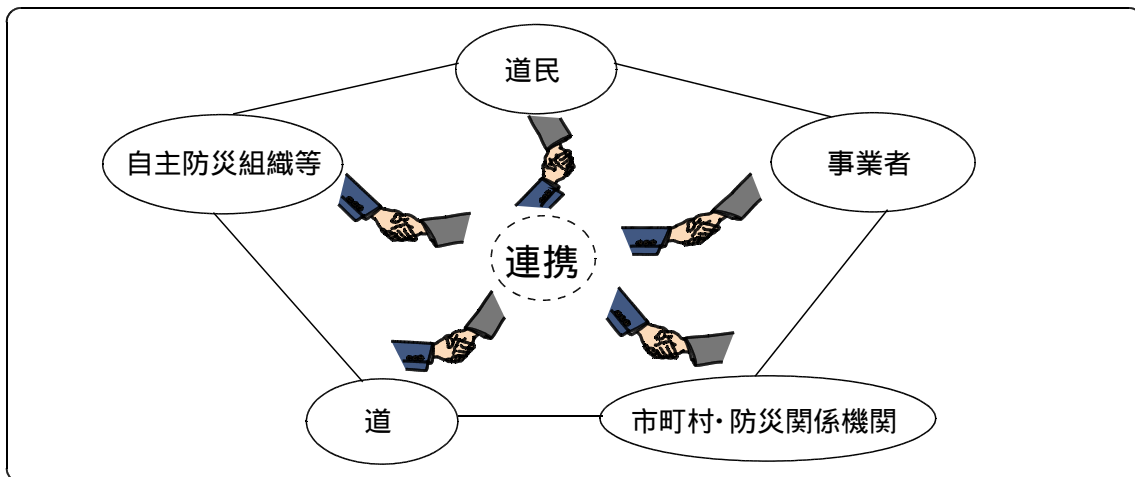 道民
自主防災組織等
事業者
連携
道
市町村・防災関係機関